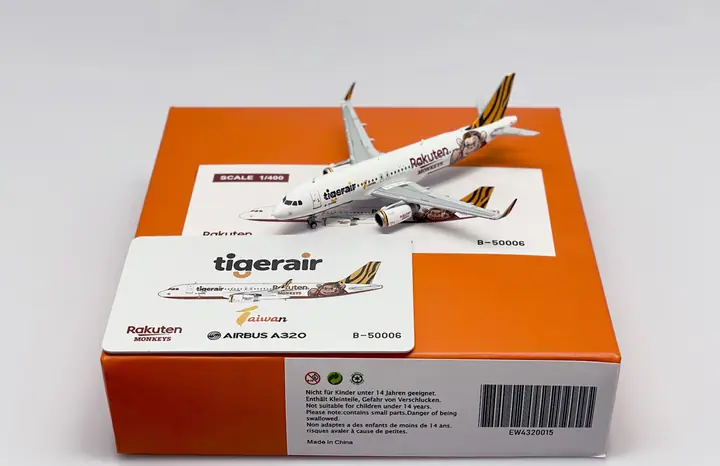 SCALE 1/400
Rakuten
MONKEYS
tigerair
Rakuten
B-50006
tigerair
tigerair
Rakuten
MONKEYS
Taiwan
Rakuten
MONKEYS
AIRBUS A320
B-50006
Nicht für Kinder unter 14 Jahren geeignet.
Enthält Kleinteile, Gefahr von Verschlucken.
Not suitable for children under 14 years.
Please note:contains small parts.Danger of being
swallowed.
Non adaptes a des enfants de moins de 14 ans.
risques avaler à cause de petites.
Made in China
EW4320015